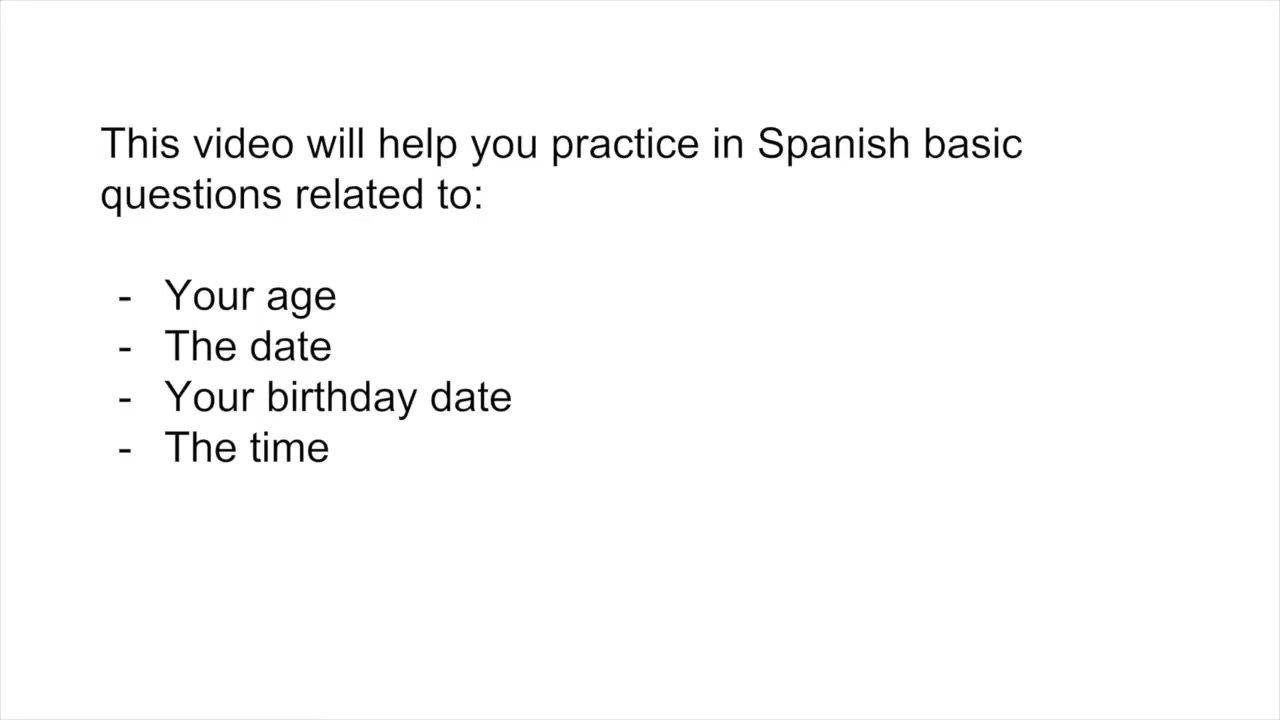 This video will help you practice in Spanish basic
questions related to:
- Your age
- The date
- Your birthday date
- The time